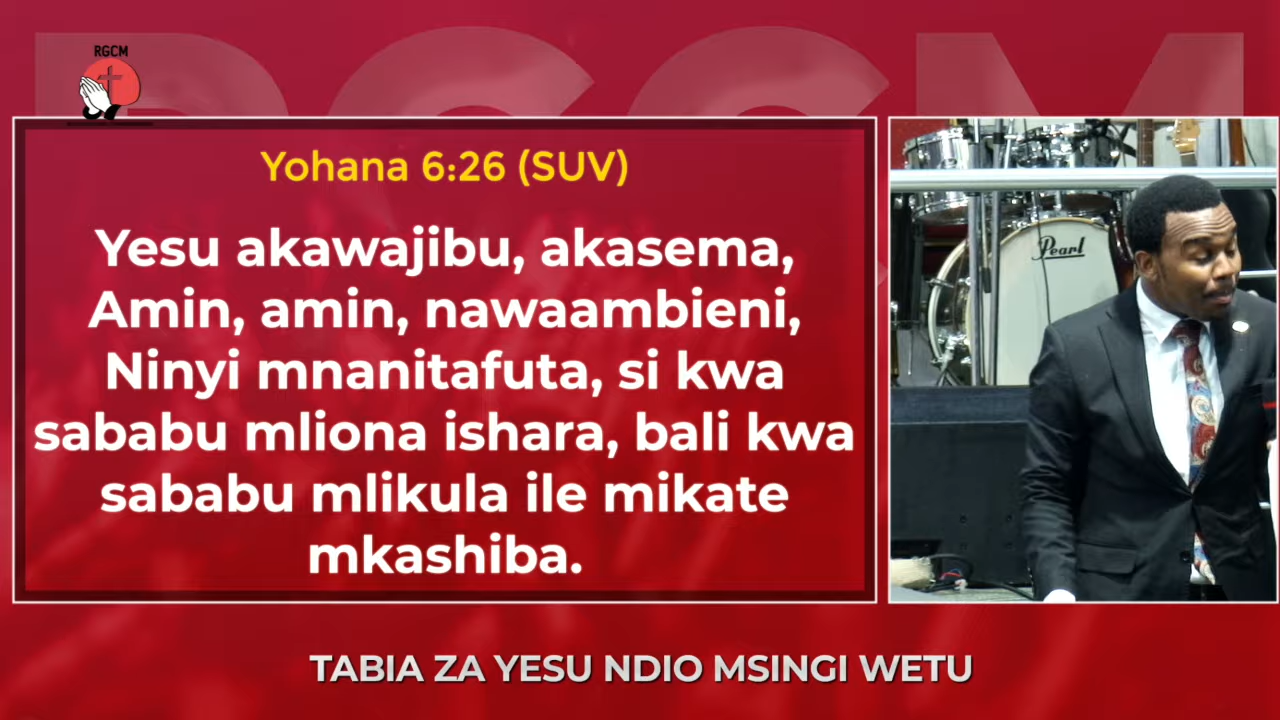 RGCM
RGCM
Yohana 6:26 (SUV)
Yesu akawajibu, akasema,
Amin, amin, nawaambieni,
Ninyi mnanitafuta, si kwa
sababu mliona ishara, bali kwa
sababu mlikula ile mikate
mkashiba.
Pearl
TABIA ZA YESU NDIO MSINGI WETU